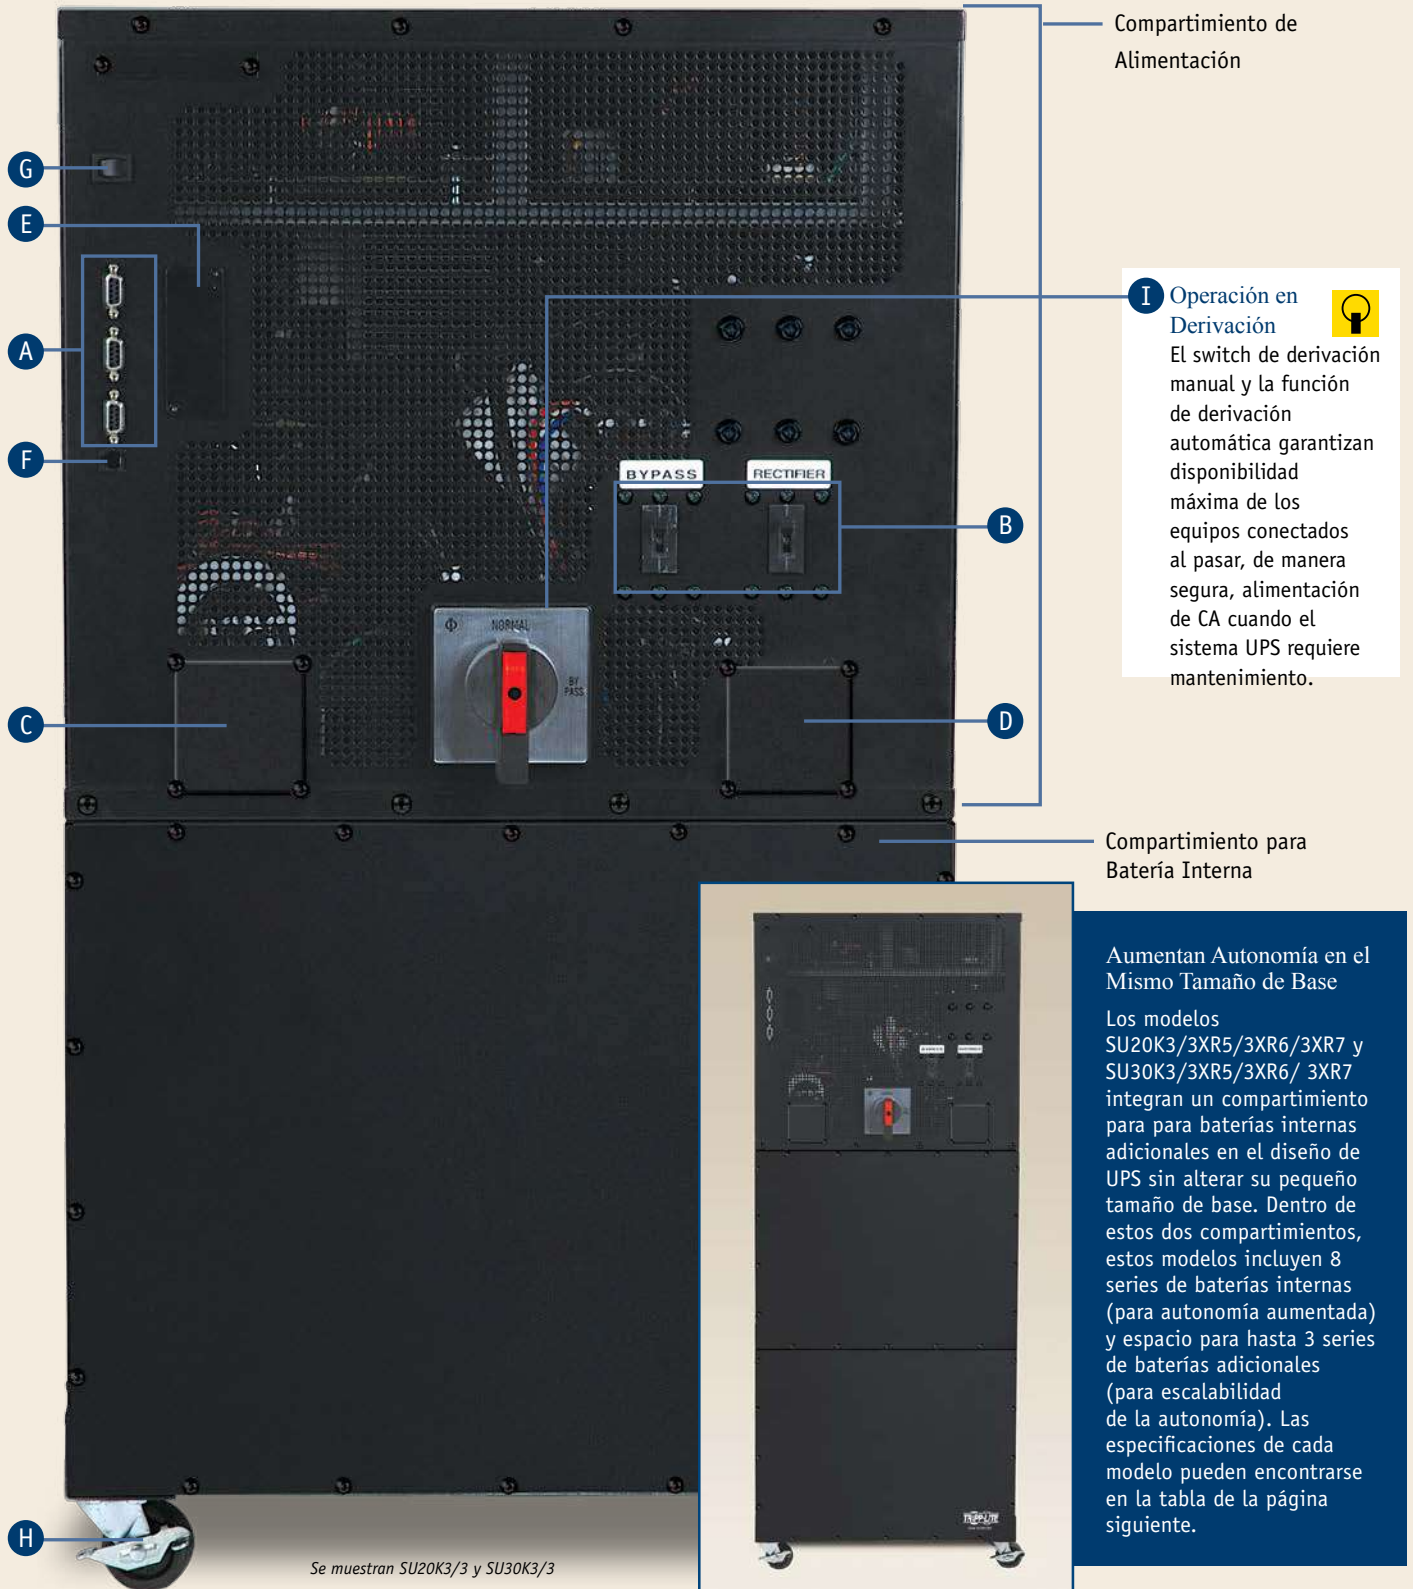 Compartimiento de
Alimentación
G
E
A
F
I
Operación en
Derivación
El switch de derivación
manual y la función
de derivación
automática garantizan
disponibilidad
máxima de los
equipos conectados
al pasar, de manera
segura, alimentación
de CA cuando el
sistema UPS requiere
mantenimiento.
BYPASS
RECTIFIER
B
NORMAL
BY
PASS
C
D
Compartimiento para
Batería Interna
Aumentan Autonomía en el
Mismo Tamaño de Base
Los modelos
SU20K3/3XR5/3XR6/3XR7 y
SU30K3/3XR5/3XR6/ 3XR7
integran un compartimiento
para para baterías internas
adicionales en el diseño de
UPS sin alterar su pequeño
tamaño de base. Dentro de
estos dos compartimientos,
estos modelos incluyen 8
series de baterías internas
(para autonomía aumentada)
y espacio para hasta 3 series
de baterías adicionales
(para escalabilidad
de la autonomía). Las
especificaciones de cada
modelo pueden encontrarse
en la tabla de la página
siguiente.
TRIPP-LITE
H
Se muestran SU20K3/3 y SU30K3/3